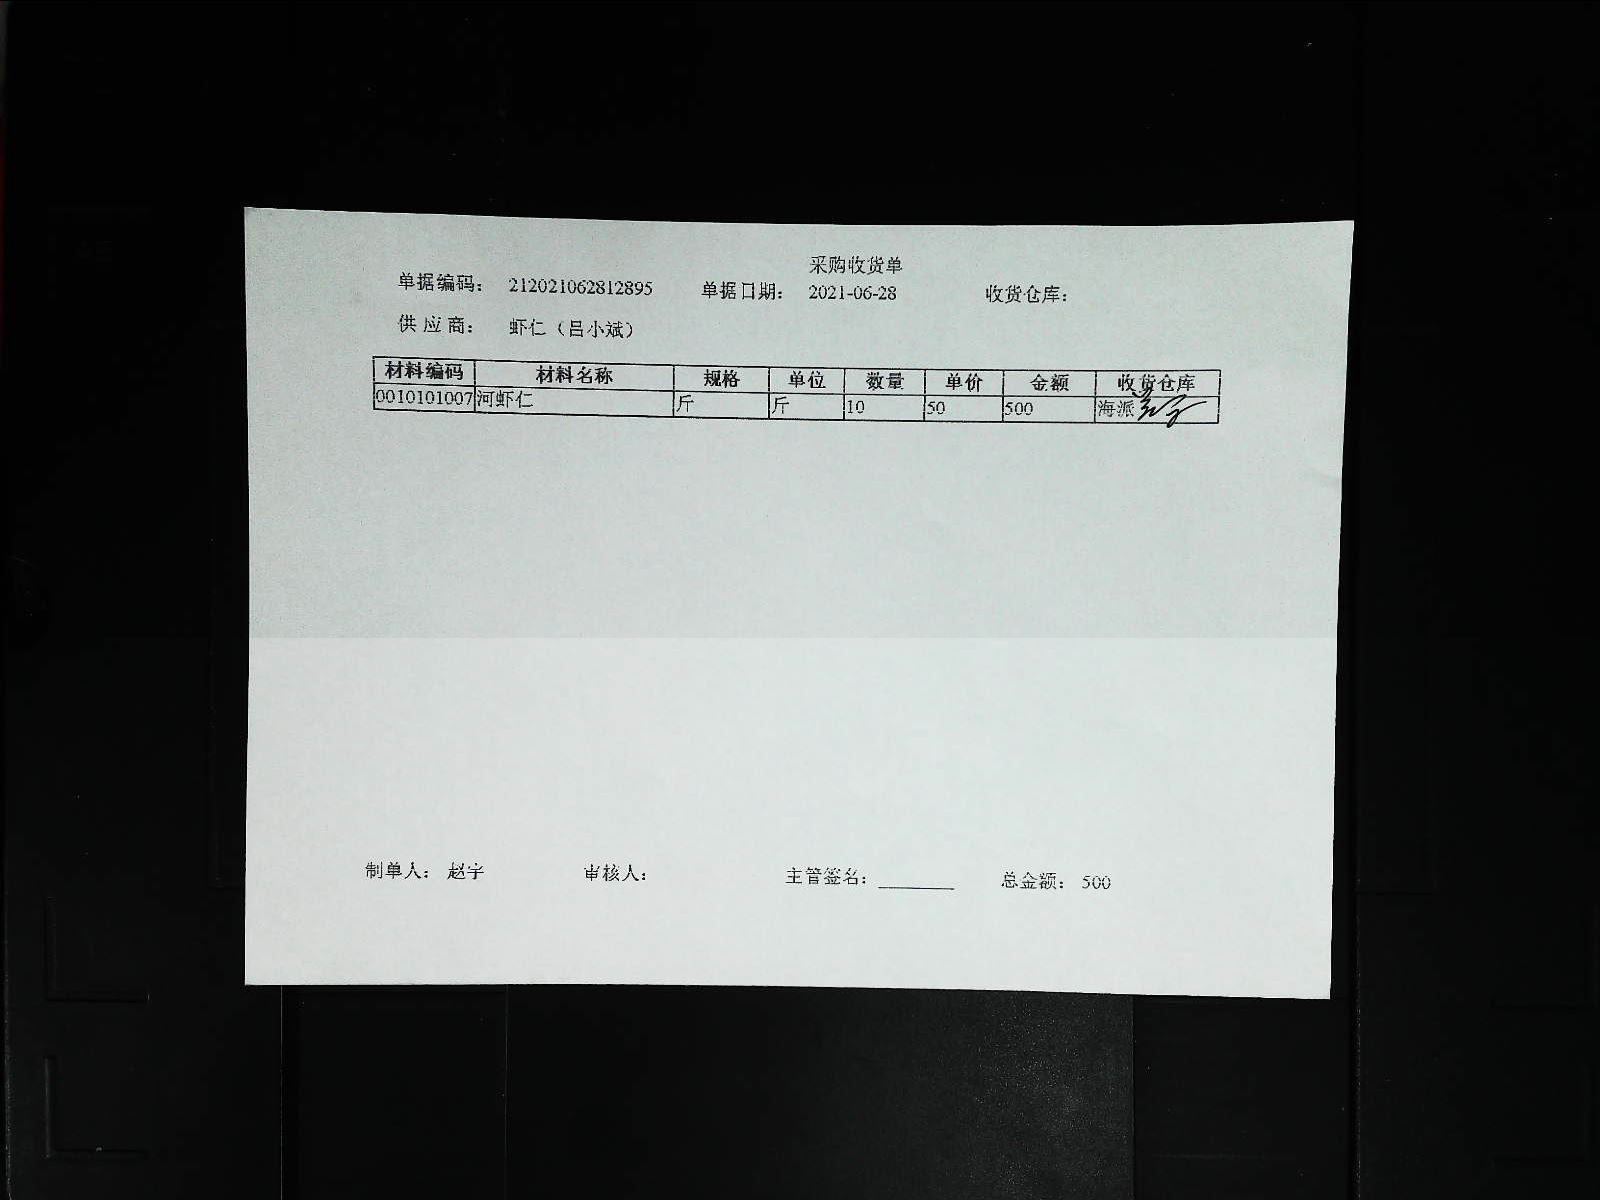 采购收货单
单据编码： 212021062812895 单据日期： 2021-06-28 收货仓库：
供应商： 虾仁（吕小斌）
材料编码 材料名称 规格 单位 数量 单价 金额 收货仓库
0010101007 河虾仁 斤 斤 10 50 500 海派
制单人： 赵宇 审核人： 主管签名：________ 总金额： 500